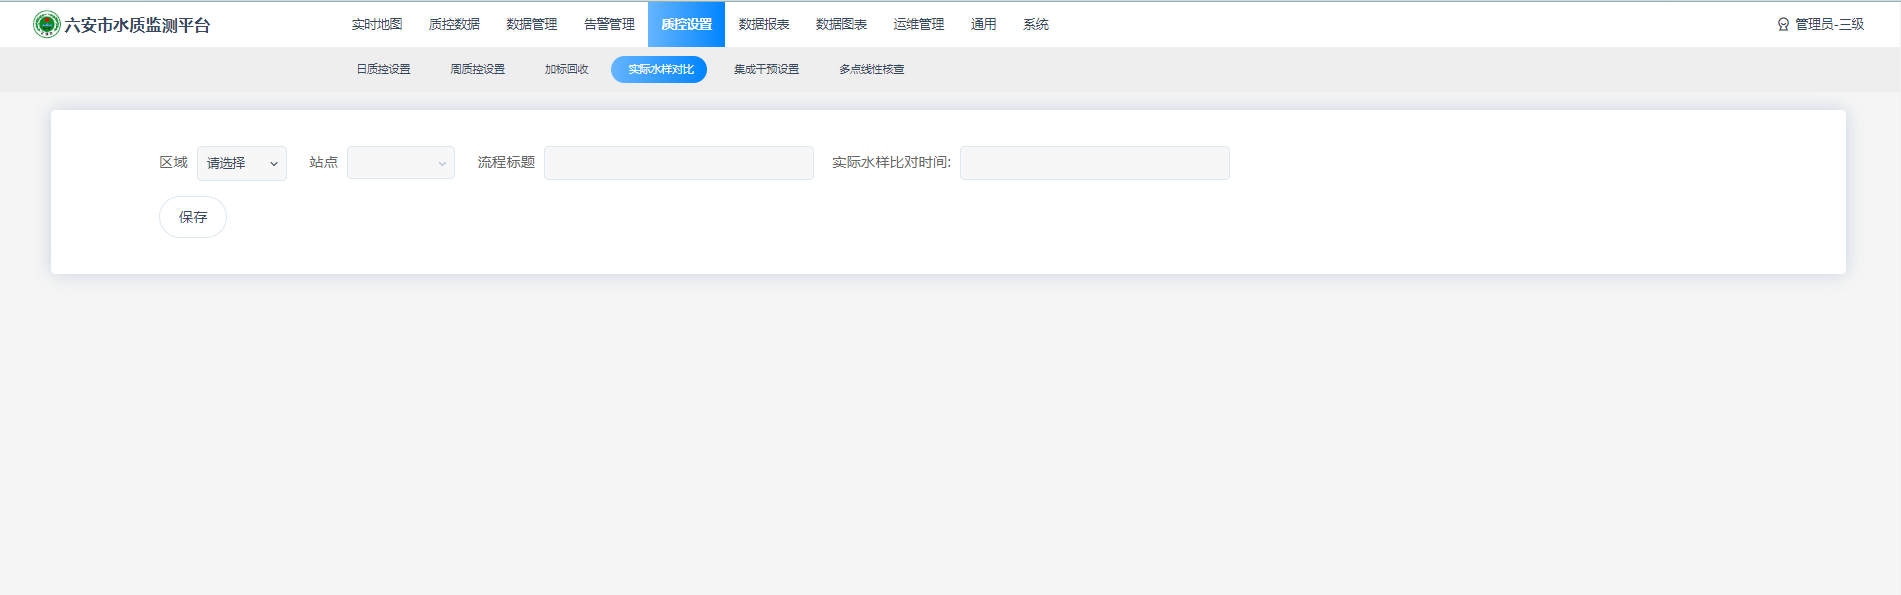 六安市水质监测平台 实时地图 质控数据 数据管理 告警管理 质控设置 数据报表 数据图表 运维管理 通用 系统 管理员-三级
日质控设置 周质控设置 加标回收 实际水样对比 集成干预设置 多点线性核查
区域 请选择 站点 流程标题 实际水样比对时间:
保存